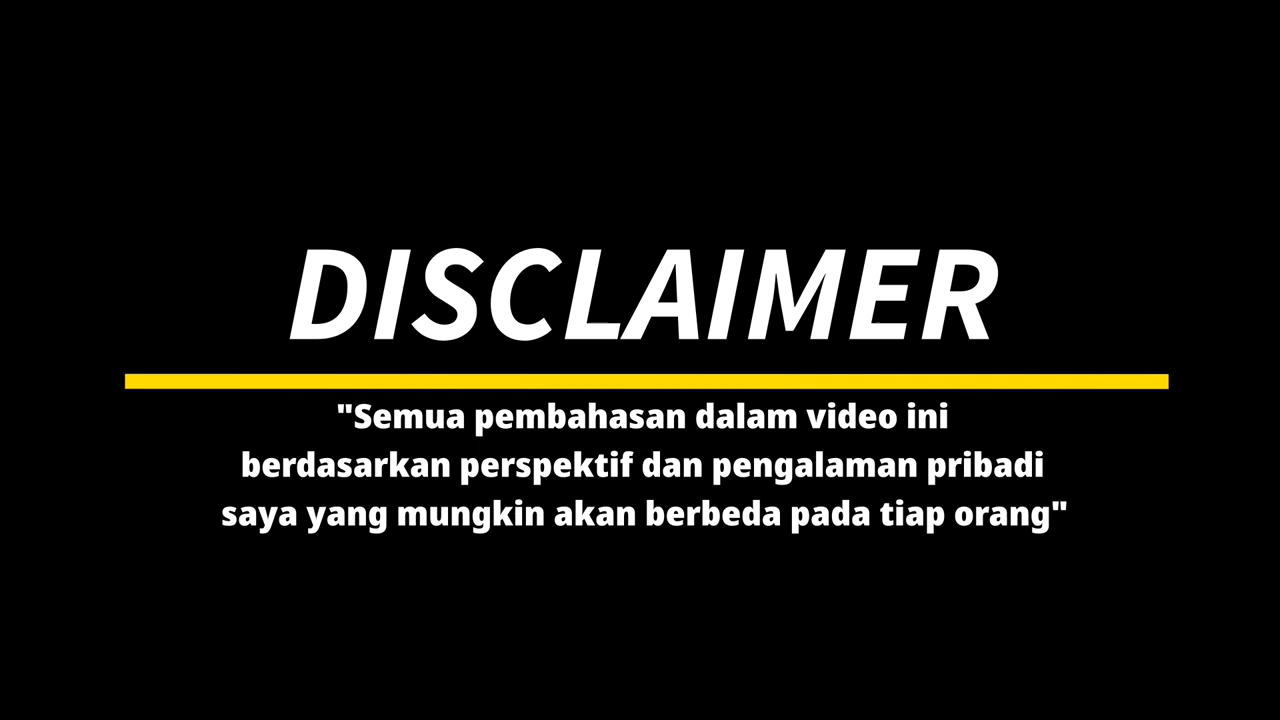 DISCLAIMER
"Semua pembahasan dalam video ini
berdasarkan perspektif dan pengalaman pribadi
saya yang mungkin akan berbeda pada tiap orang"